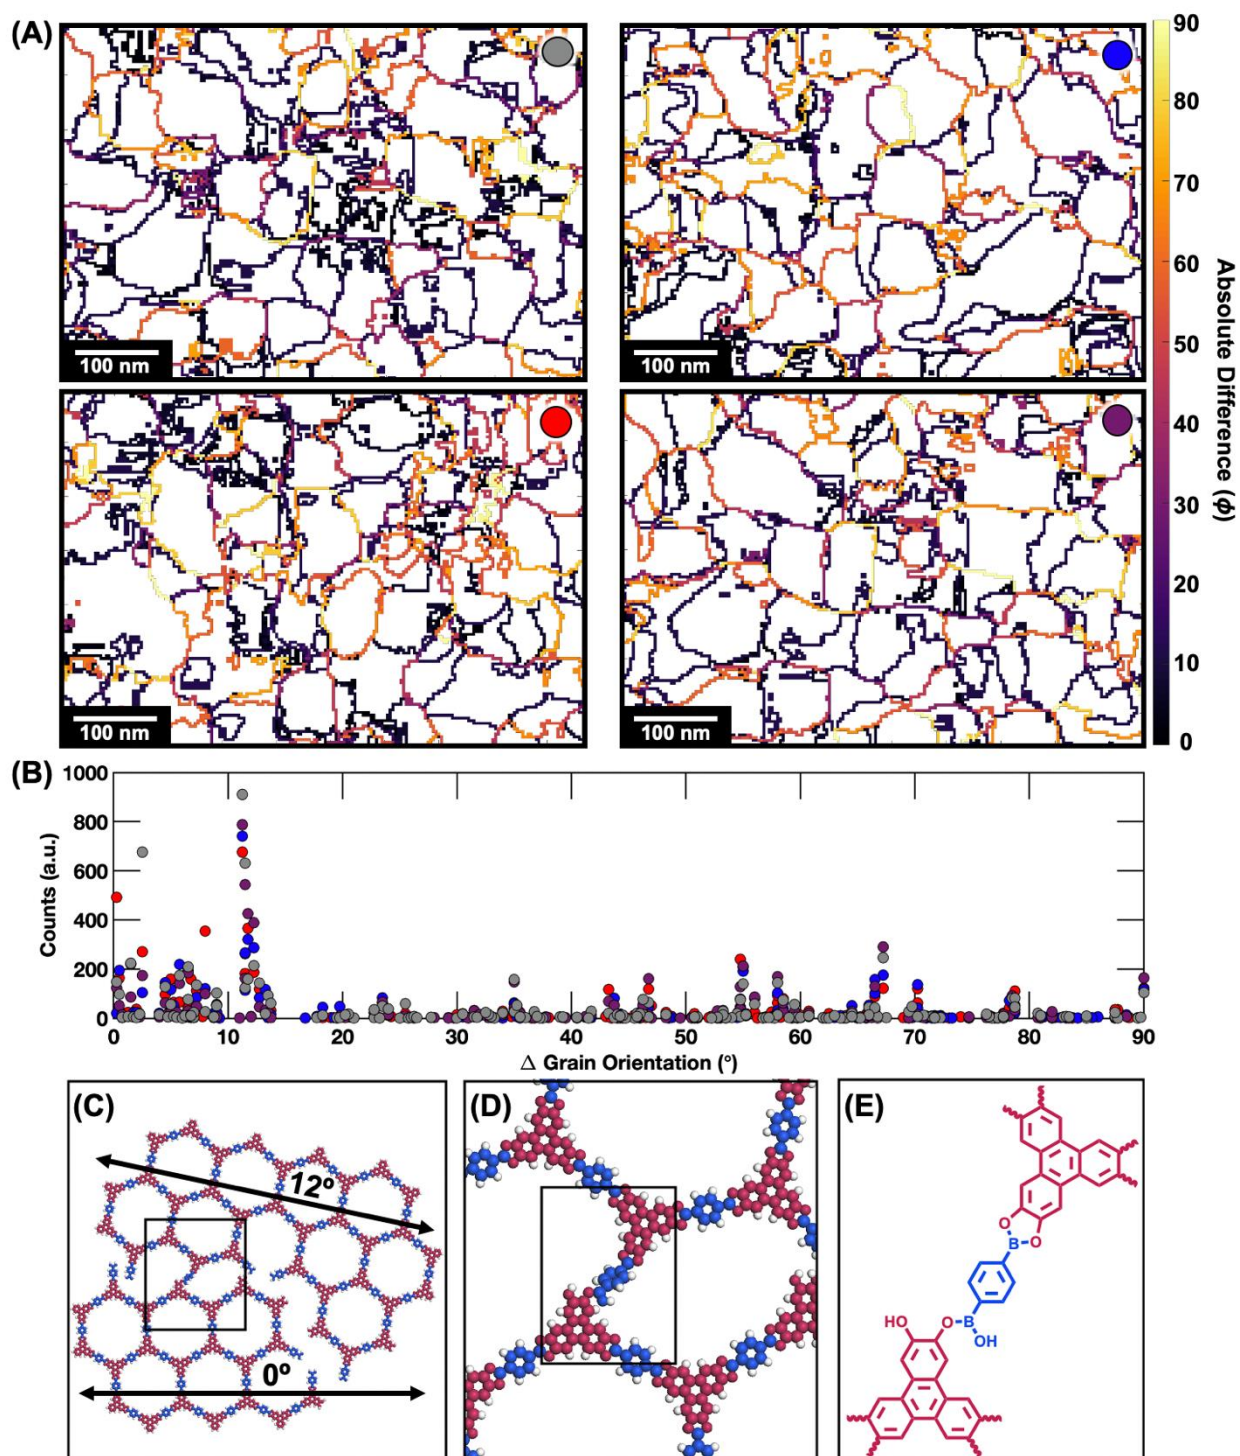 (A)
100 nm
100 nm
100 nm
100 nm
90
80
70
60
50
40
30
20
10
0
Absolute Difference (ϕ)
(B)
1000
800
600
400
200
0
Counts (a.u.)
0 10 20 30 40 50 60 70 80 90
Δ Grain Orientation (°)
(C)
12º
0º
(D)
(E)
O
B O
HO O B
OH